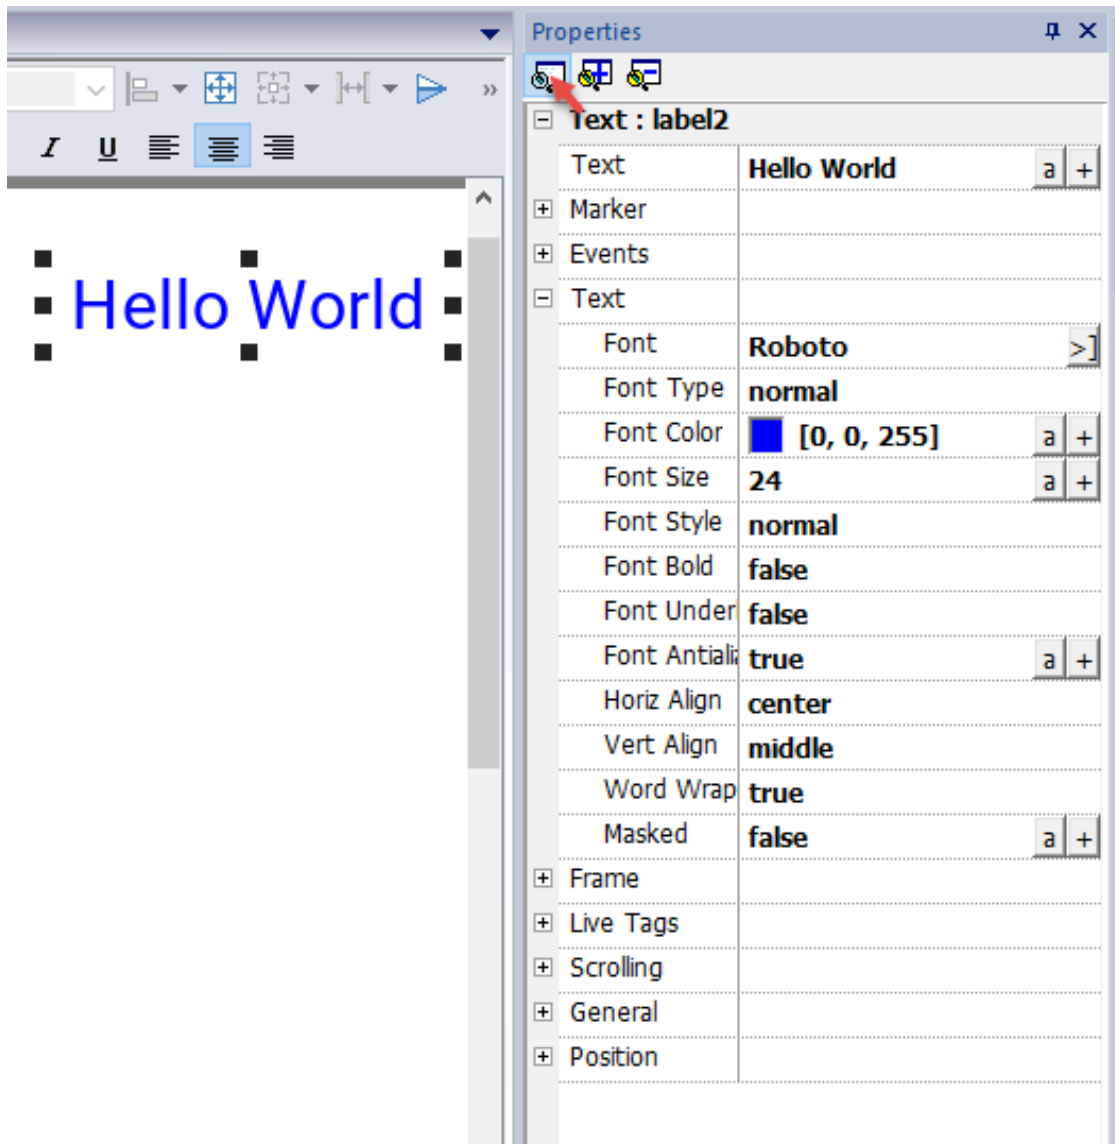 Properties
I U
Text : label2
Text Hello World a +
Marker
Events
Text
Hello World
Font Roboto >]
Font Type normal
Font Color [0, 0, 255] a +
Font Size 24 a +
Font Style normal
Font Bold false
Font Underl false
Font Antiali true a +
Horiz Align center
Vert Align middle
Word Wrap true
Masked false a +
Frame
Live Tags
Scrolling
General
Position